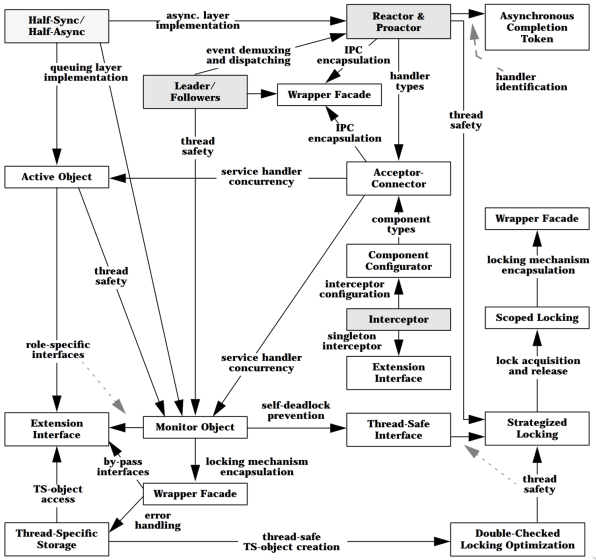 Half-Sync/
Half-Async
async. layer
implementation
Reactor &
Proactor
Asynchronous
Completion
Token
event demuxing
and dispatching
IPC
encapsulation
queuing layer
implementation
Leader/
Followers
Wrapper Facade
handler
types
handler
identification
thread
safety
thread
safety
IPC
encapsulation
Active Object
service handler
concurrency
Acceptor-
Connector
Wrapper Facade
component
types
thread
safety
Component
Configurator
locking mechanism
encapsulation
interceptor
configuration
Interceptor
Scoped Locking
role-specific
interfaces
singleton
interceptor
service handler
concurrency
Extension
Interface
lock acquisition
and release
self-deadlock
prevention
Extension
Interface
Monitor Object
Thread-Safe
Interface
Strategized
Locking
by-pass
interfaces
locking mechanism
encapsulation
TS-object
access
Wrapper Facade
thread
safety
error
handling
Thread-Specific
Storage
thread-safe
TS-object creation
Double-Checked
Locking Optimization